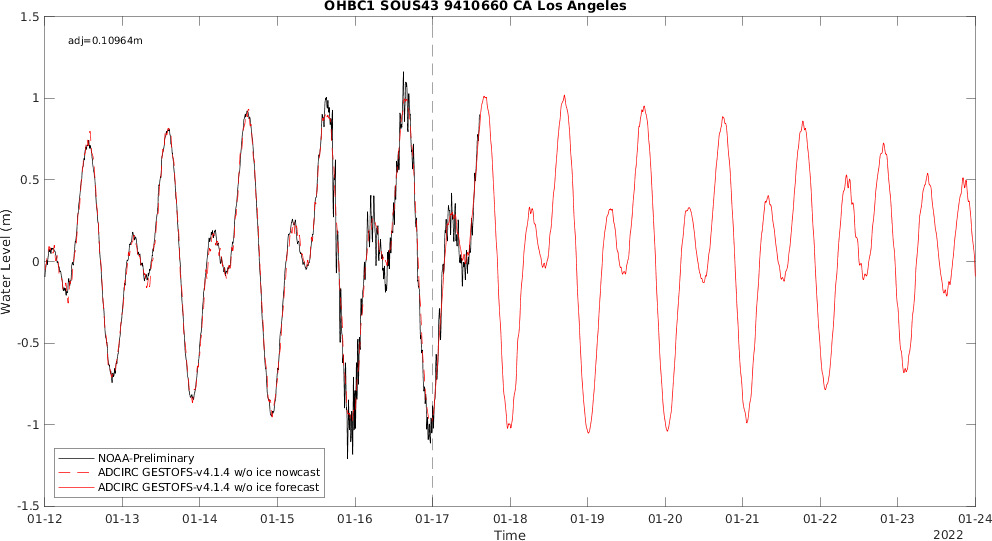 OHBC1 SOUS43 9410660 CA Los Angeles
adj=0.10964m
1.5
1
0.5
0
-0.5
-1
-1.5
Water Level (m)
NOAA-Preliminary
ADCIRC GESTOFS-v4.1.4 w/o ice nowcast
ADCIRC GESTOFS-v4.1.4 w/o ice forecast
01-12 01-13 01-14 01-15 01-16 01-17 01-18 01-19 01-20 01-21 01-22 01-23 01-24
Time
2022